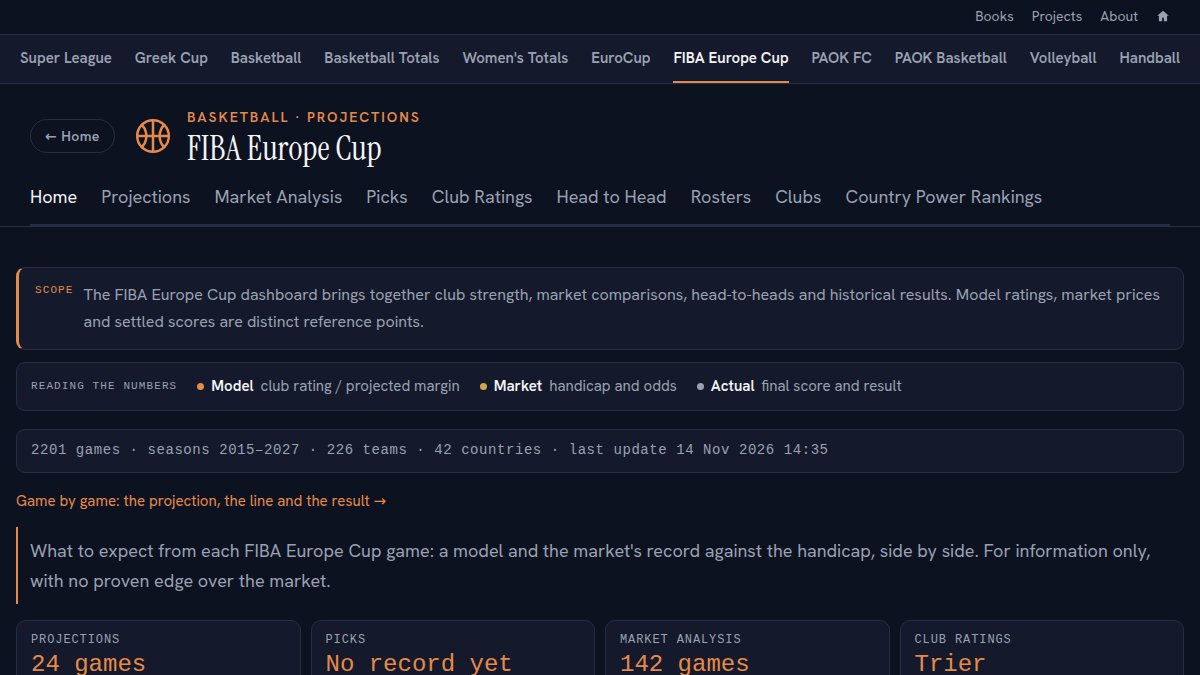 Books Projects About
Super League Greek Cup Basketball Basketball Totals Women's Totals EuroCup FIBA Europe Cup PAOK FC PAOK Basketball Volleyball Handball
← Home
BASKETBALL · PROJECTIONS
FIBA Europe Cup
Home Projections Market Analysis Picks Club Ratings Head to Head Rosters Clubs Country Power Rankings
SCOPE The FIBA Europe Cup dashboard brings together club strength, market comparisons, head-to-heads and historical results. Model ratings, market prices
and settled scores are distinct reference points.
READING THE NUMBERS Model club rating / projected margin Market handicap and odds Actual final score and result
2201 games · seasons 2015–2027 · 226 teams · 42 countries · last update 14 Nov 2026 14:35
Game by game: the projection, the line and the result →
What to expect from each FIBA Europe Cup game: a model and the market's record against the handicap, side by side. For information only,
with no proven edge over the market.
PROJECTIONS PICKS MARKET ANALYSIS CLUB RATINGS
24 games No record yet 142 games Trier